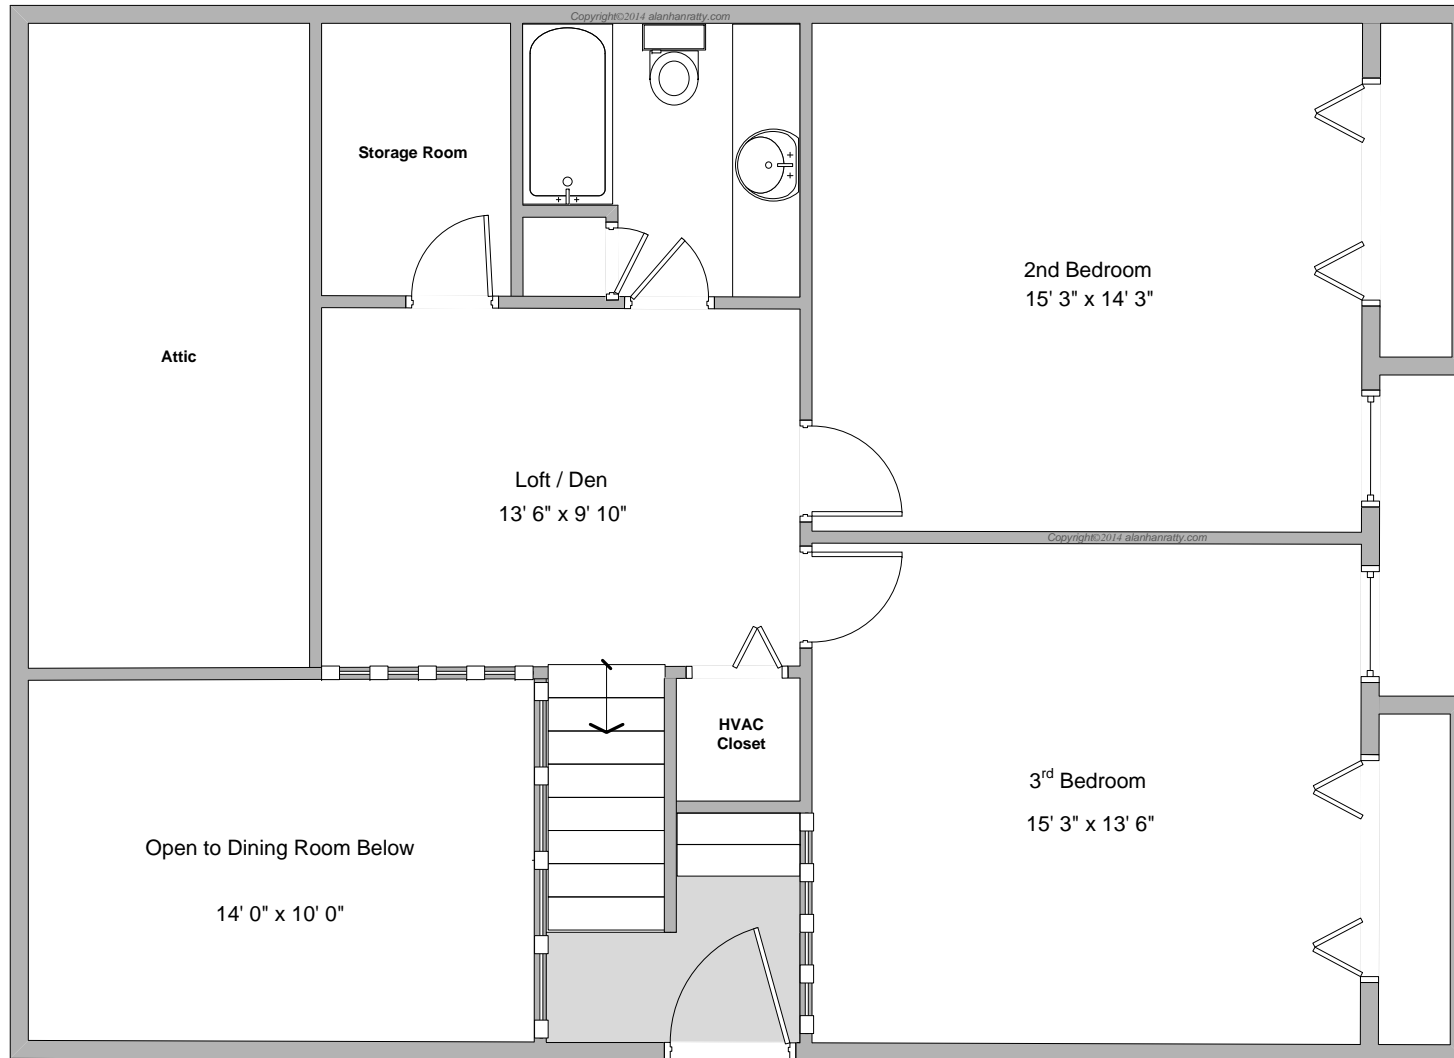 Copyright©2014 alanhanratty.com
Storage Room
2nd Bedroom
15' 3" x 14' 3"
Attic
Loft / Den
13' 6" x 9' 10"
Copyright©2014 alanhanratty.com
HVAC
Closet
3rd Bedroom
15' 3" x 13' 6"
Open to Dining Room Below
14' 0" x 10' 0"